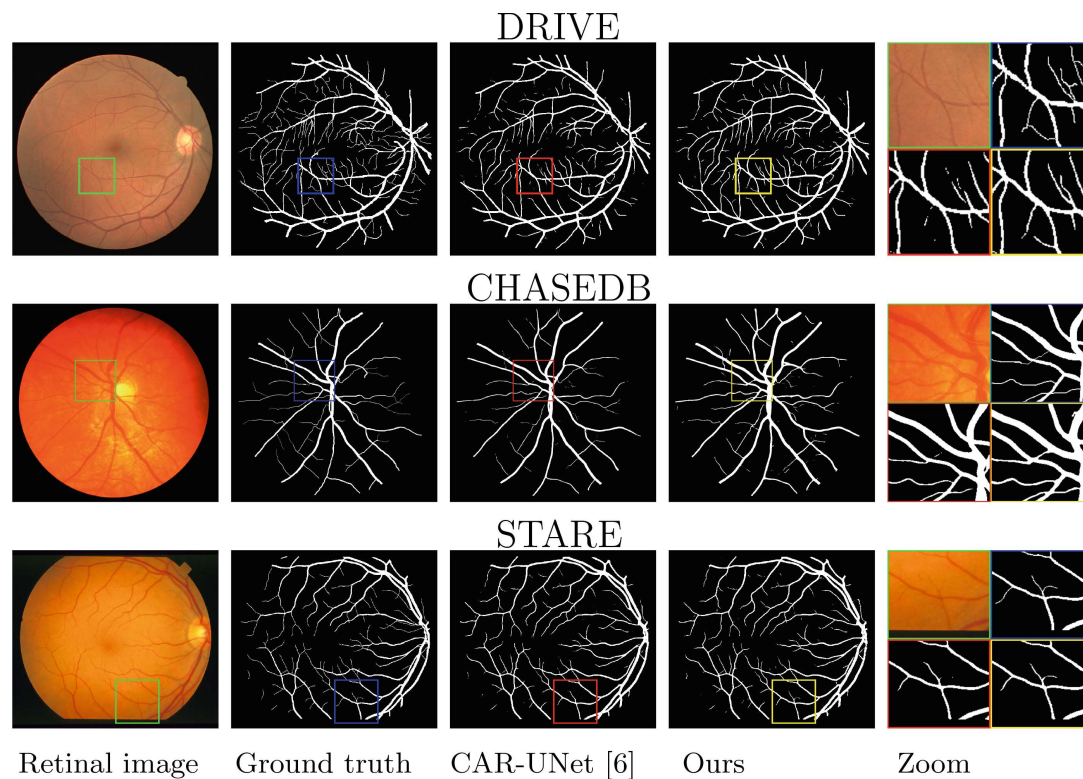 DRIVE
CHASEDB
STARE
Retinal image Ground truth CAR-UNet [6] Ours Zoom